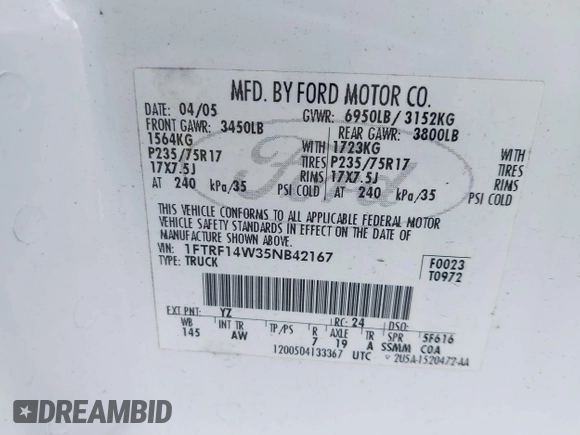 MFD. BY FORD MOTOR CO.
DATE: 04/05 GVWR: 6950LB / 3152KG
FRONT GAWR: 3450LB REAR GAWR: 3800LB
1564KG WITH 1723KG WITH
P235/75R17 TIRES P235/75R17 TIRES
17X7.5J RIMS 17X7.5J RIMS
AT 240 kPa/35 PSI COLD AT 240 kPa/35 PSI COLD
Ford
THIS VEHICLE CONFORMS TO ALL APPLICABLE FEDERAL MOTOR
VEHICLE SAFETY STANDARDS IN EFFECT ON THE DATE OF
MANUFACTURE SHOWN ABOVE.
VIN: 1FTRF14W35NB42167 F0023
TYPE: TRUCK T0972
EXT PNT: YZ RC: 24 DSO:
WB INT TR TP/PS R AXLE TR SPR 5F616
145 AW 7 19 A SSMM COA
1200504133367 UTC 2U5A-1520472-AA
DREAMBID